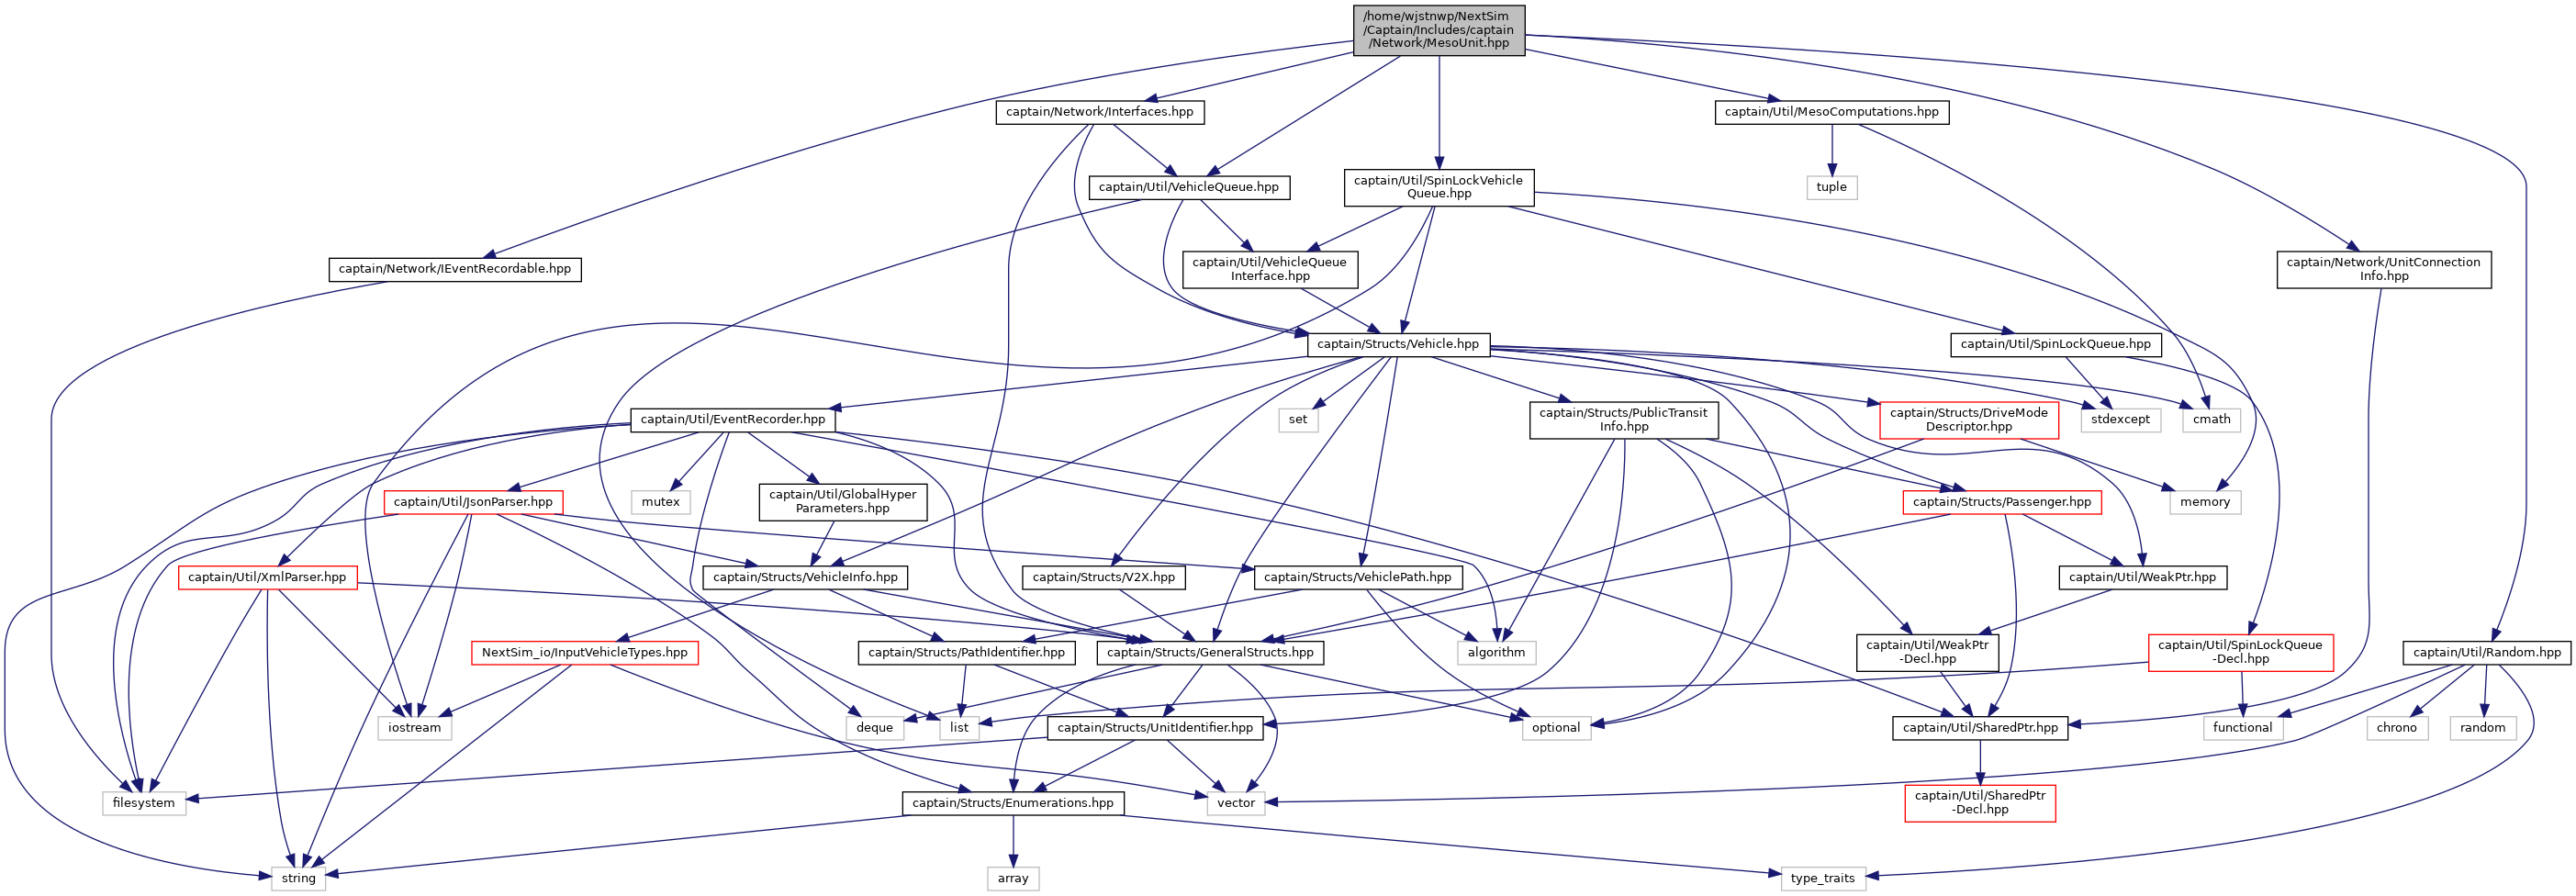 /home/wjstnwp/NextSim
/Captain/Includes/captain
/Network/MesoUnit.hpp
captain/Network/Interfaces.hpp
captain/Util/MesoComputations.hpp
captain/Util/VehicleQueue.hpp
captain/Util/SpinLockVehicle
Queue.hpp
tuple
captain/Network/IEventRecordable.hpp
captain/Util/VehicleQueue
Interface.hpp
captain/Network/UnitConnection
Info.hpp
captain/Structs/Vehicle.hpp
captain/Util/SpinLockQueue.hpp
captain/Util/EventRecorder.hpp
set
captain/Structs/PublicTransit
Info.hpp
captain/Structs/DriveMode
Descriptor.hpp
stdexcept
cmath
captain/Util/JsonParser.hpp
mutex
captain/Util/GlobalHyper
Parameters.hpp
captain/Structs/Passenger.hpp
memory
captain/Util/XmlParser.hpp
captain/Structs/VehicleInfo.hpp
captain/Structs/V2X.hpp
captain/Structs/VehiclePath.hpp
captain/Util/WeakPtr.hpp
NextSim_io/InputVehicleTypes.hpp
captain/Structs/PathIdentifier.hpp
captain/Structs/GeneralStructs.hpp
algorithm
captain/Util/WeakPtr
-Decl.hpp
captain/Util/SpinLockQueue
-Decl.hpp
captain/Util/Random.hpp
iostream
deque
list
captain/Structs/UnitIdentifier.hpp
optional
captain/Util/SharedPtr.hpp
functional
chrono
random
filesystem
captain/Structs/Enumerations.hpp
vector
captain/Util/SharedPtr
-Decl.hpp
string
array
type_traits